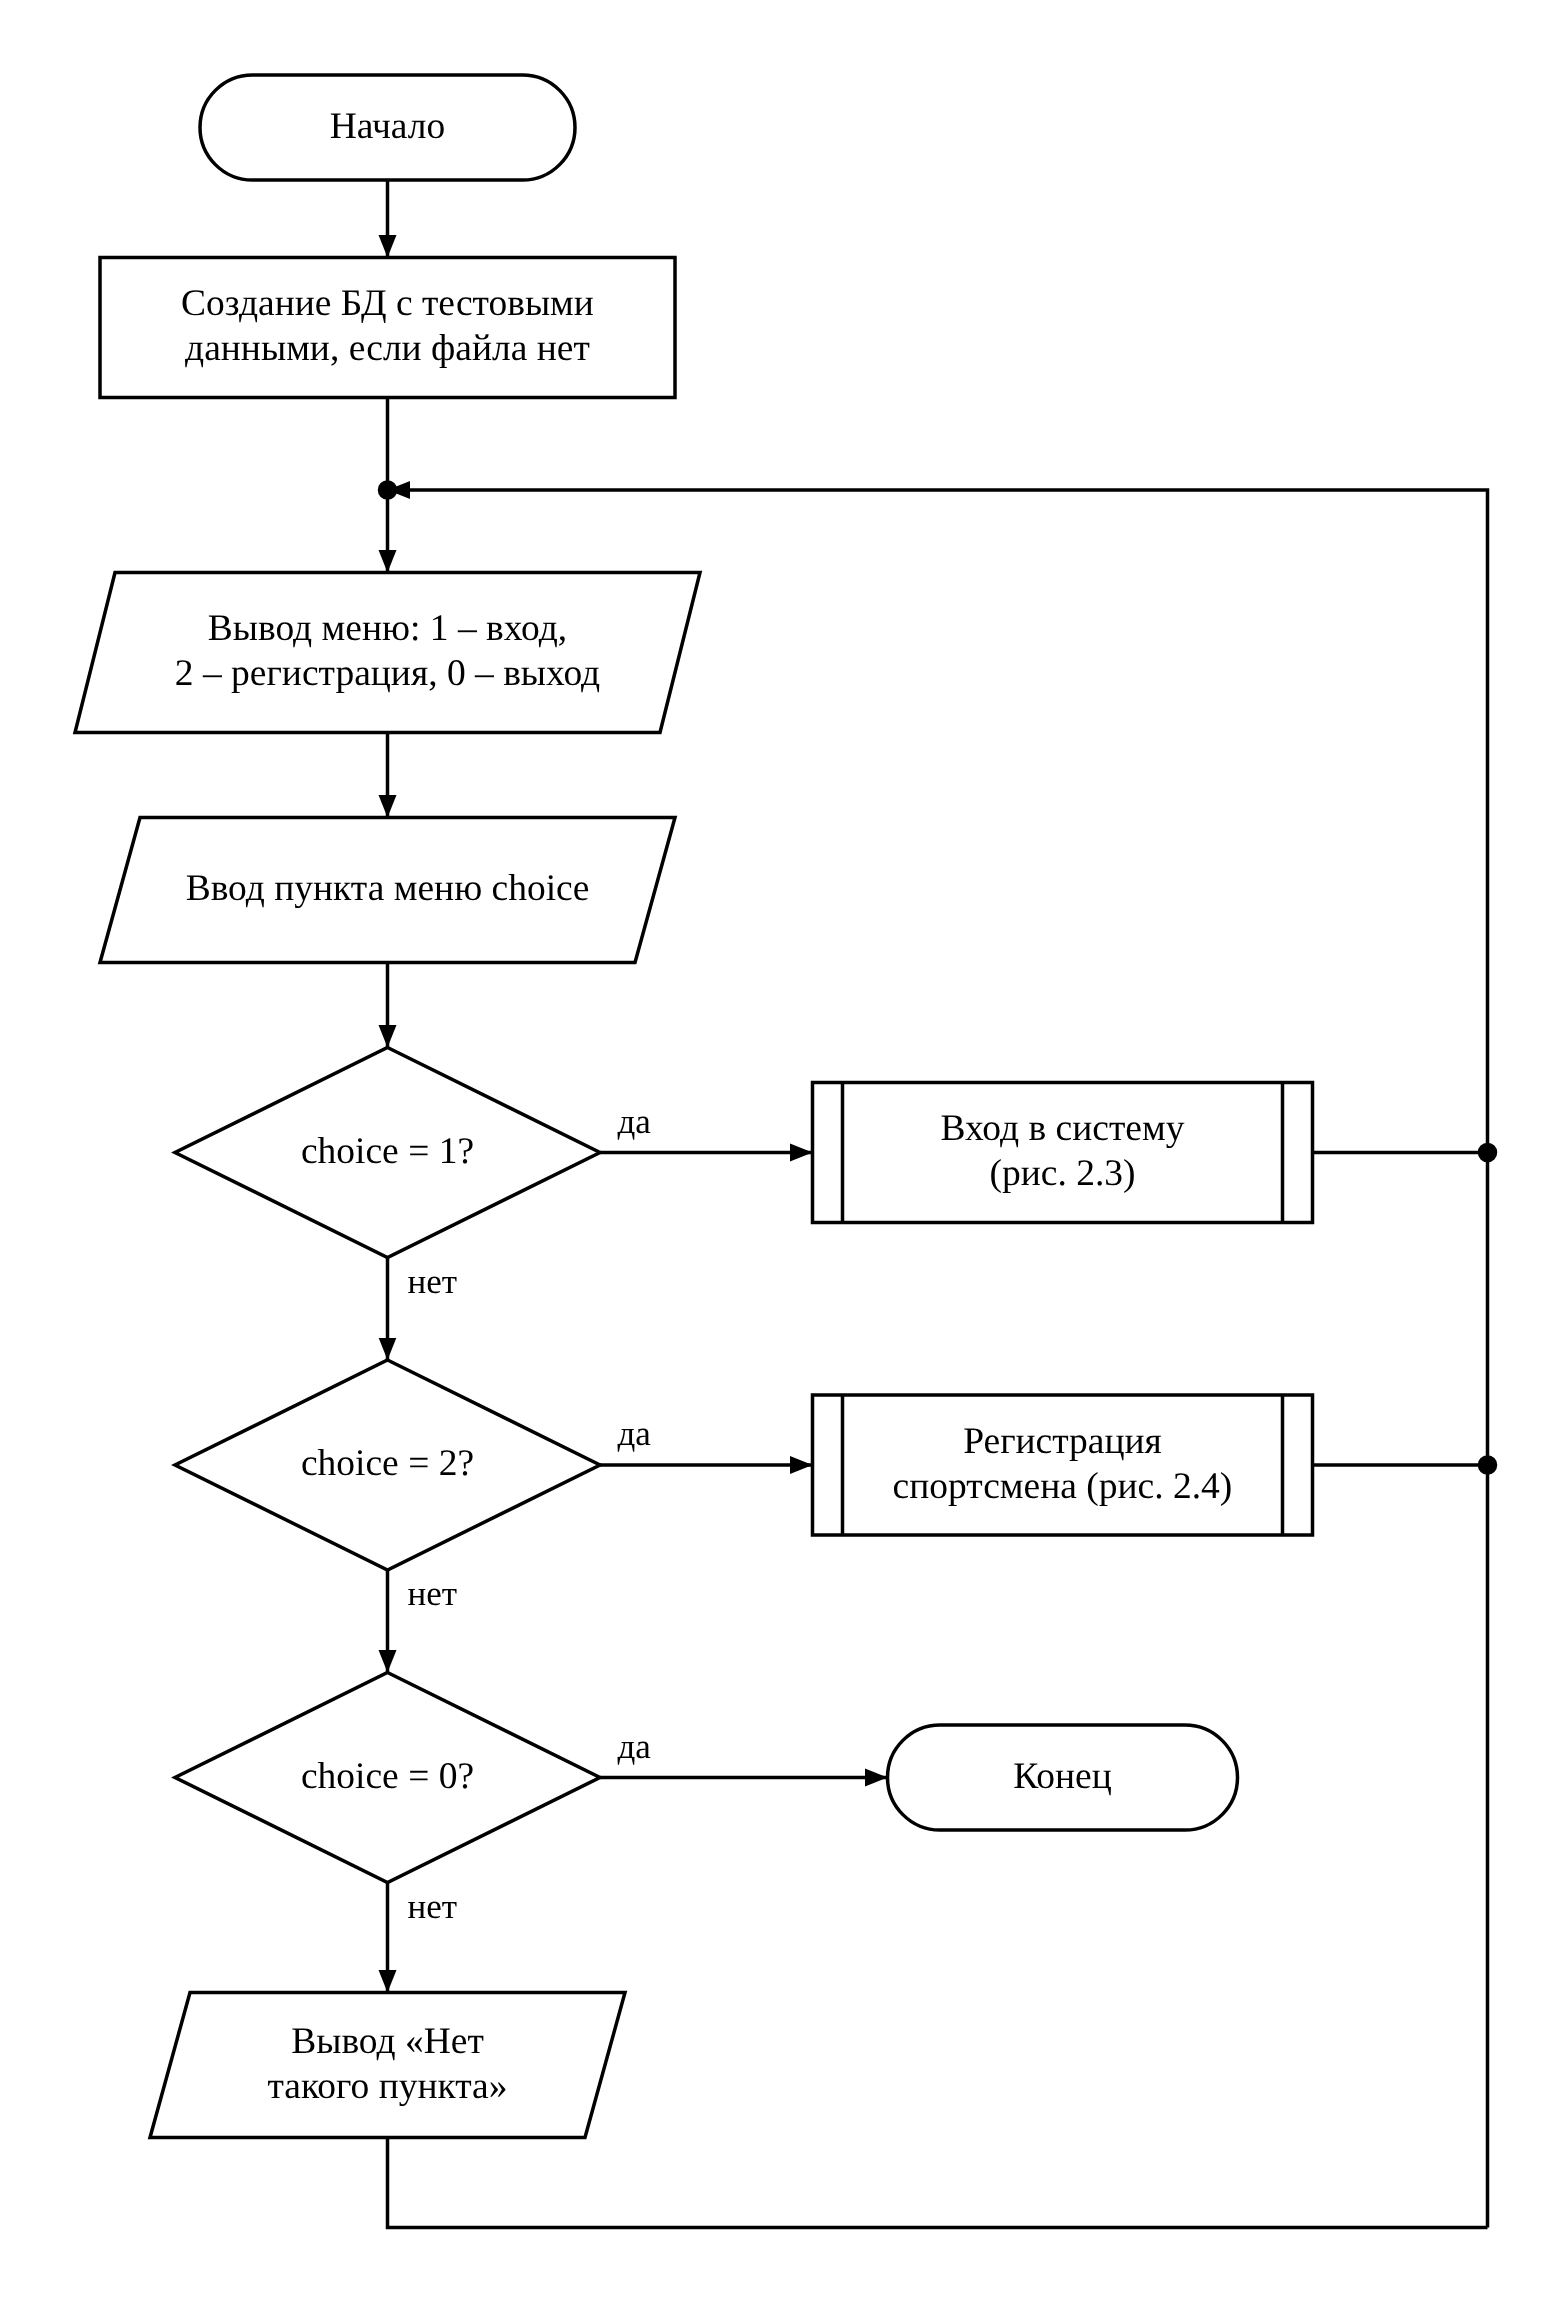 Начало
Создание БД с тестовыми
данными, если файла нет
Вывод меню: 1 – вход,
2 – регистрация, 0 – выход
Ввод пункта меню choice
choice = 1?
да
Вход в систему
(рис. 2.3)
нет
choice = 2?
да
Регистрация
спортсмена (рис. 2.4)
нет
choice = 0?
да
Конец
нет
Вывод «Нет
такого пункта»